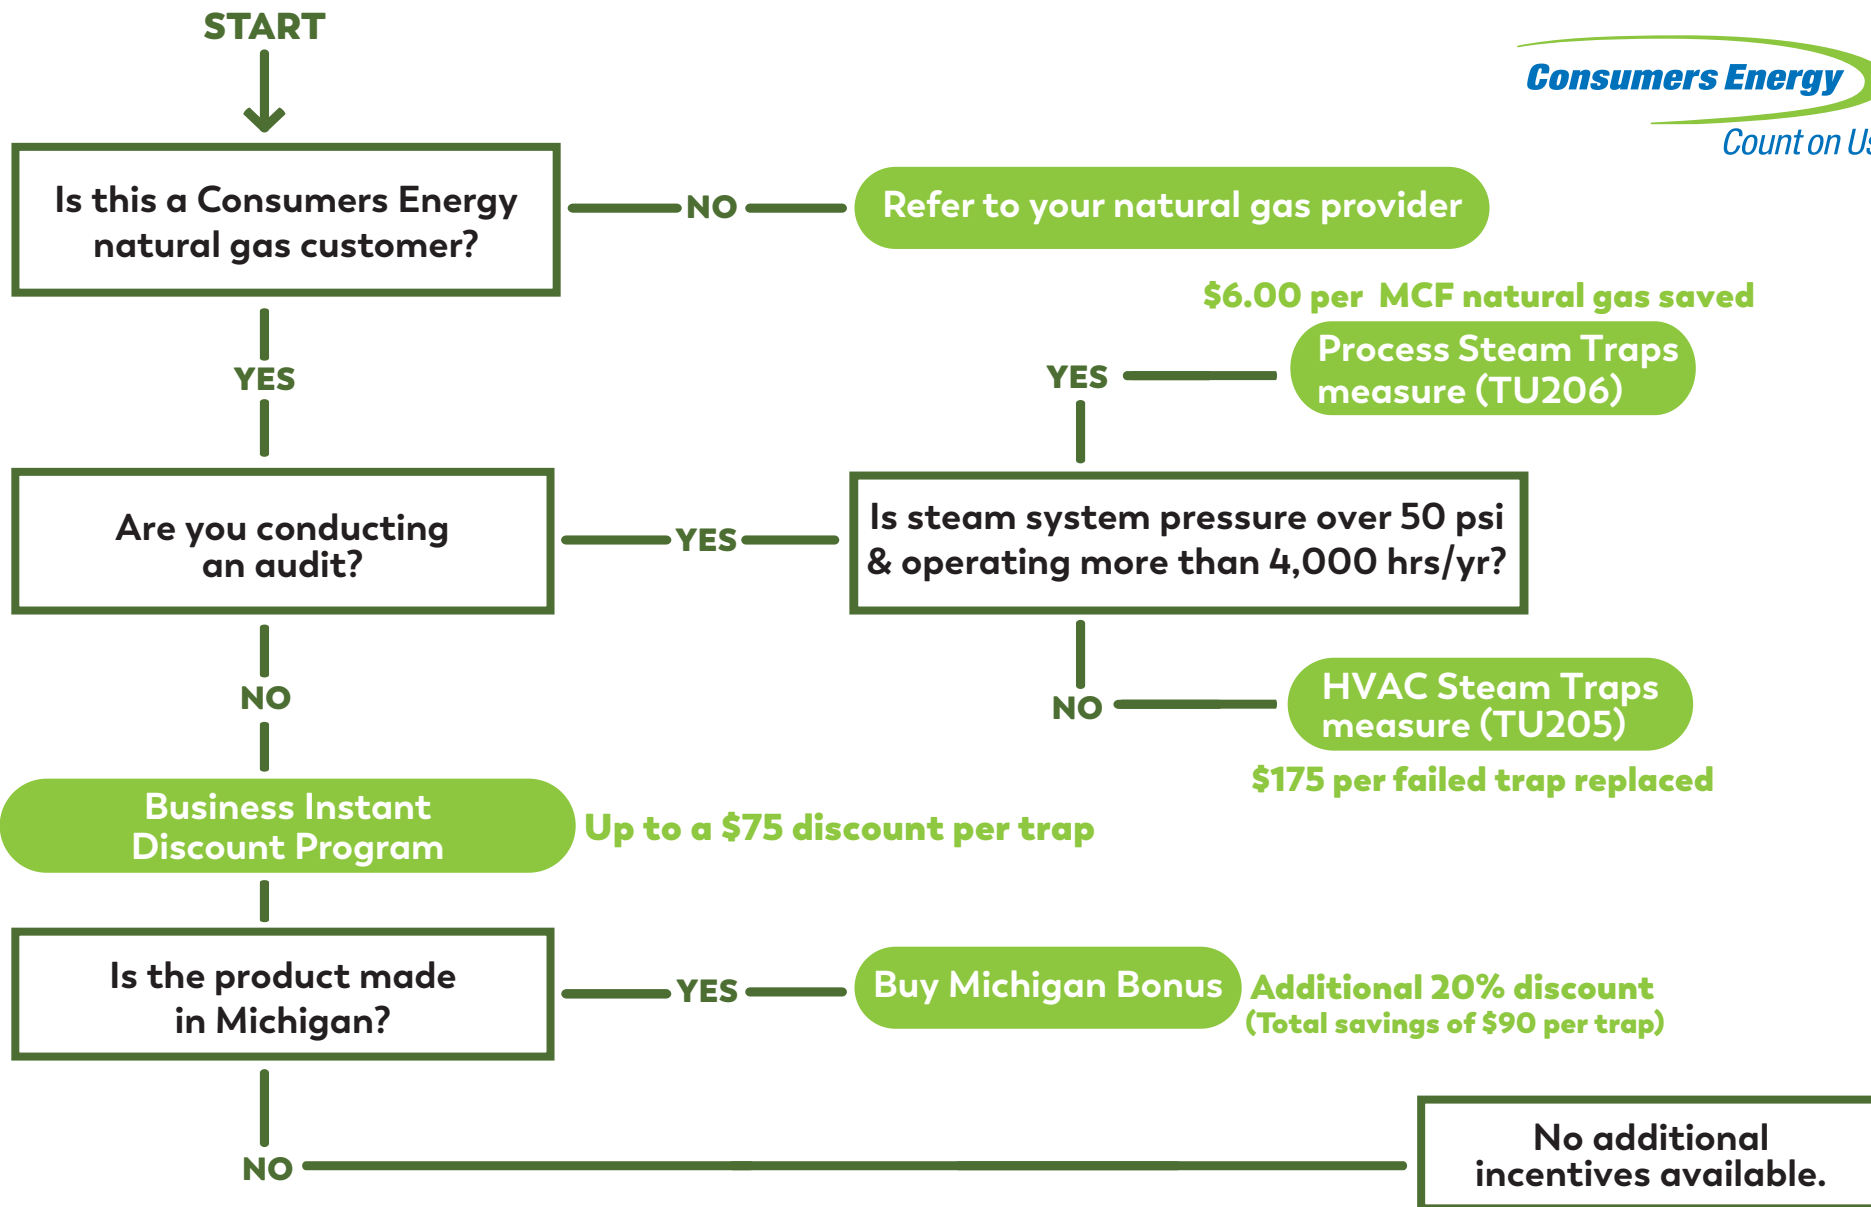 START
Consumers Energy
Count on Us
Is this a Consumers Energy
natural gas customer?
NO
Refer to your natural gas provider
$6.00 per MCF natural gas saved
YES
Process Steam Traps
measure (TU206)
YES
Are you conducting
an audit?
YES
Is steam system pressure over 50 psi
& operating more than 4,000 hrs/yr?
NO
NO
HVAC Steam Traps
measure (TU205)
$175 per failed trap replaced
Business Instant
Discount Program
Up to a $75 discount per trap
Is the product made
in Michigan?
YES
Buy Michigan Bonus
Additional 20% discount
(Total savings of $90 per trap)
NO
No additional
incentives available.